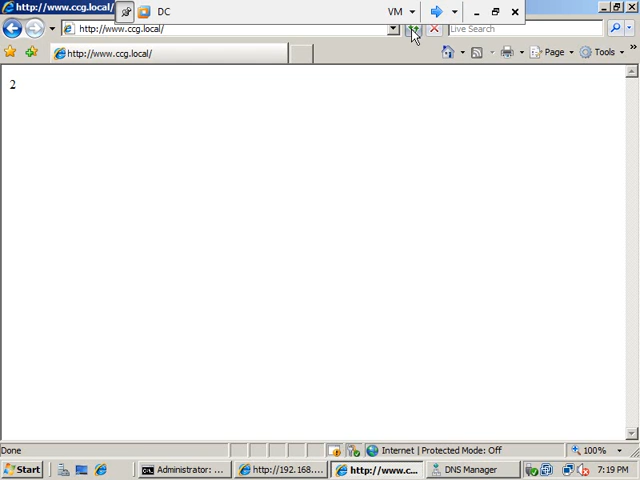 http://www.ccg.local/
DC
VM
http://www.ccg.local/
Live Search
http://www.ccg.local/
Page
Tools
2
Done
Internet | Protected Mode: Off
100%
Start
Administrator: ...
http://192.168....
http://www.c...
DNS Manager
7:19 PM